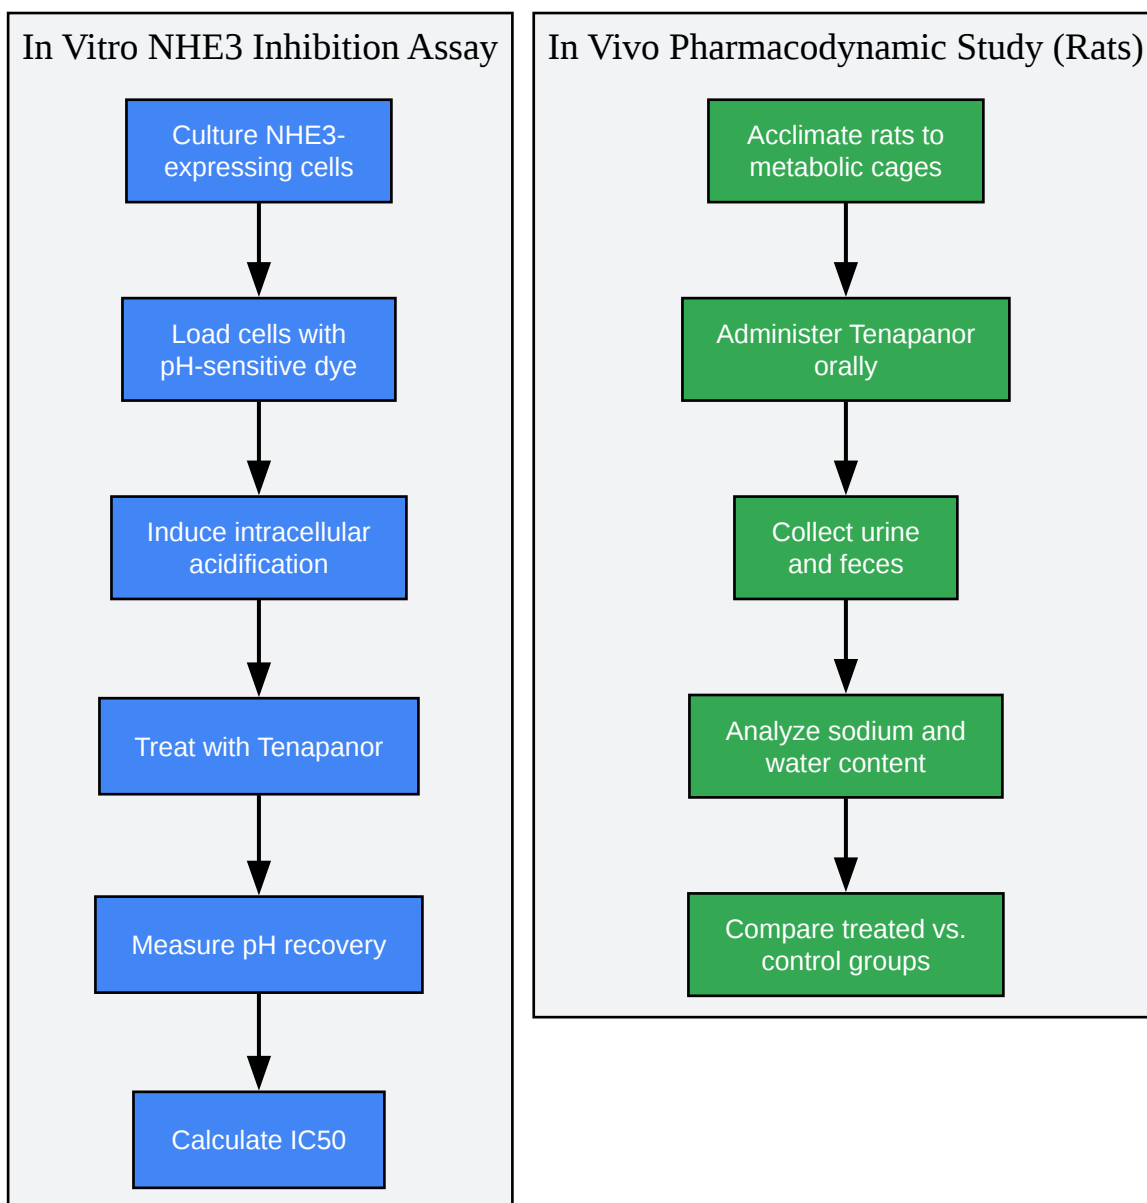 In Vitro NHE3 Inhibition Assay
Culture NHE3-
expressing cells
Load cells with
pH-sensitive dye
Induce intracellular
acidification
Treat with Tenapanor
Measure pH recovery
Calculate IC50
In Vivo Pharmacodynamic Study (Rats)
Acclimate rats to
metabolic cages
Administer Tenapanor
orally
Collect urine
and feces
Analyze sodium and
water content
Compare treated vs.
control groups